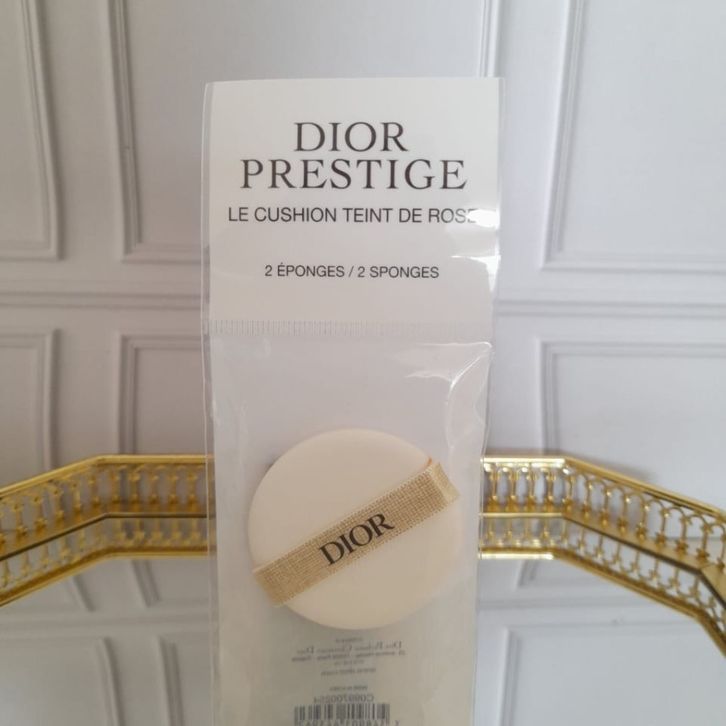 DIOR
PRESTIGE
LE CUSHION TEINT DE ROSE
2 ÉPONGES / 2 SPONGES
DIOR